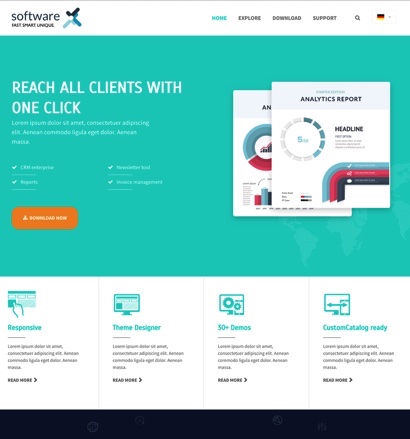 software
FAST SMART UNIQUE
HOME EXPLORE DOWNLOAD SUPPORT
REACH ALL CLIENTS WITH
ONE CLICK
Lorem ipsum dolor sit amet, consectetuer adipiscing
elit. Aenean commodo ligula eget dolor. Aenean
massa.
CRM enterprise
Newsletter tool
Reports
Invoice management
DOWNLOAD NOW
ANALYTICS REPORT
HEADLINE
Responsive
Lorem ipsum dolor sit amet,
consectetuer adipiscing elit. Aenean
commodo ligula eget dolor. Aenean
massa.
READ MORE
Theme Designer
Lorem ipsum dolor sit amet,
consectetuer adipiscing elit. Aenean
commodo ligula eget dolor. Aenean
massa.
READ MORE
30+ Demos
Lorem ipsum dolor sit amet,
consectetuer adipiscing elit. Aenean
commodo ligula eget dolor. Aenean
massa.
READ MORE
CustomCatalog ready
Lorem ipsum dolor sit amet,
consectetuer adipiscing elit. Aenean
commodo ligula eget dolor. Aenean
massa.
READ MORE